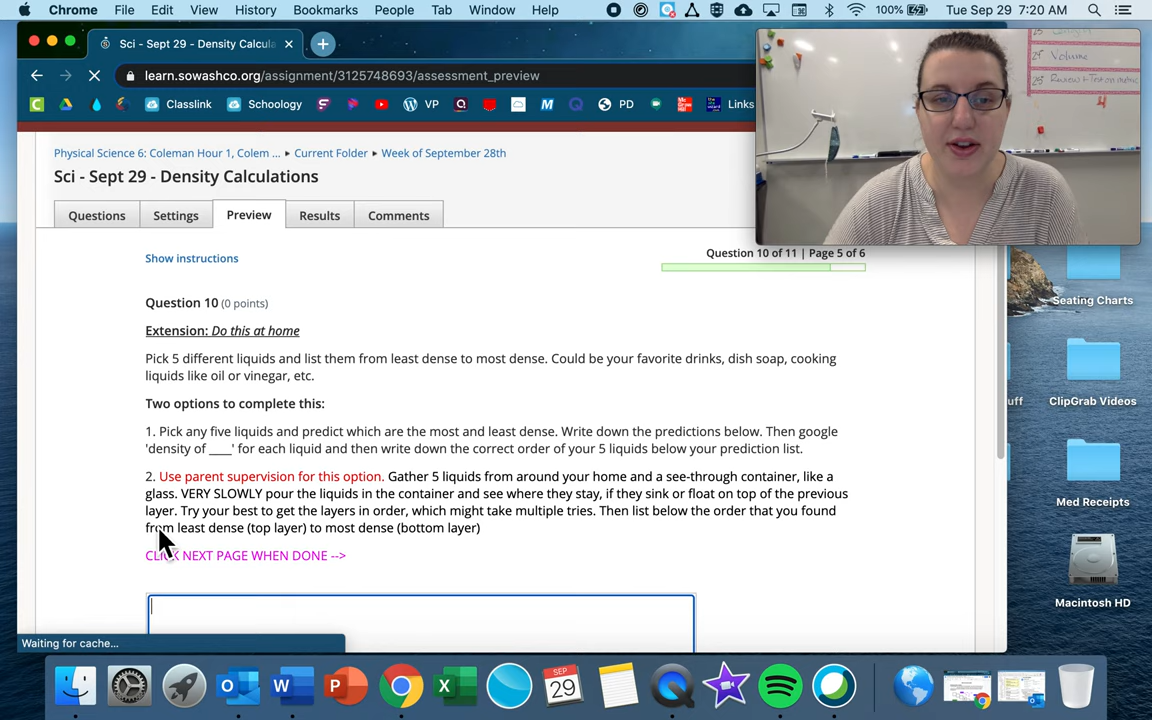 Chrome File Edit View History Bookmarks People Tab Window Help 100% Tue Sep 29 7:20 AM
Sci - Sept 29 - Density Calcula
learn.sowashco.org/assignment/3125748693/assessment_preview
Classlink Schoology VP PD Links
Volume
Physical Science 6: Coleman Hour 1, Colem ... ▸ Current Folder ▸ Week of September 28th
Sci - Sept 29 - Density Calculations
Questions Settings Preview Results Comments
Show instructions
Question 10 of 11 | Page 5 of 6
Question 10 (0 points)
Extension: Do this at home
Pick 5 different liquids and list them from least dense to most dense. Could be your favorite drinks, dish soap, cooking
liquids like oil or vinegar, etc.
Two options to complete this:
1. Pick any five liquids and predict which are the most and least dense. Write down the predictions below. Then google
'density of ____' for each liquid and then write down the correct order of your 5 liquids below your prediction list.
2. Use parent supervision for this option. Gather 5 liquids from around your home and a see-through container, like a
glass. VERY SLOWLY pour the liquids in the container and see where they stay, if they sink or float on top of the previous
layer. Try your best to get the layers in order, which might take multiple tries. Then list below the order that you found
from least dense (top layer) to most dense (bottom layer)
CLICK NEXT PAGE WHEN DONE -->
Waiting for cache...
Seating Charts
uff
ClipGrab Videos
Med Receipts
Macintosh HD
SEP
29